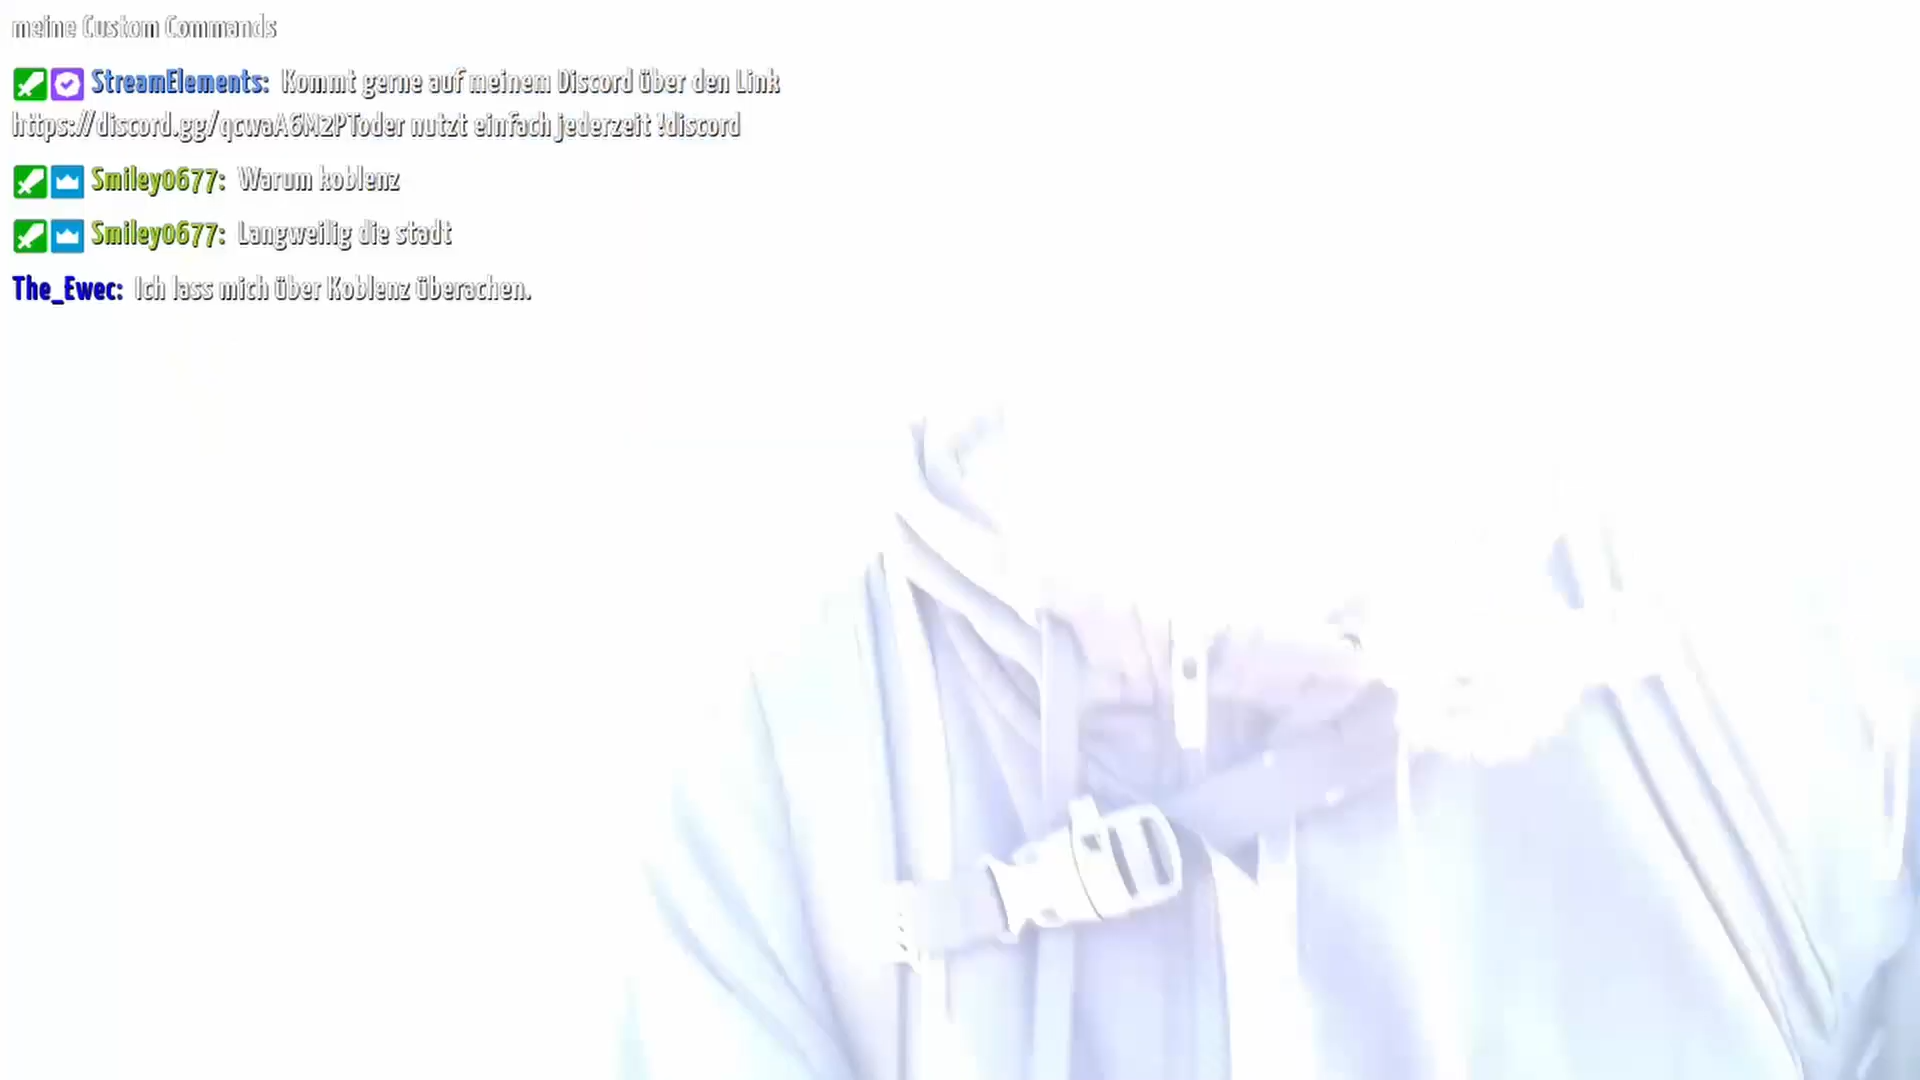 meine Custom Commands
StreamElements: Kommt gerne auf meinem Discord über den Link
https://discord.gg/qcwaA6M2PToder nutzt einfach jederzeit !discord
Smiley0677: Warum koblenz
Smiley0677: Langweilig die stadt
The_Ewec: Ich lass mich über Koblenz überachen.